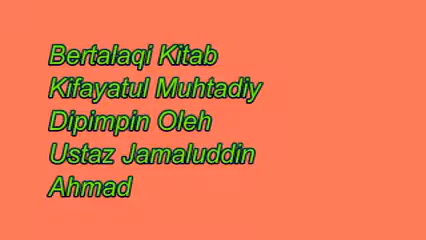 Bertalaqi Kitab
Kifayatul Muhtadiy
Dipimpin Oleh
Ustaz Jamaluddin
Ahmad